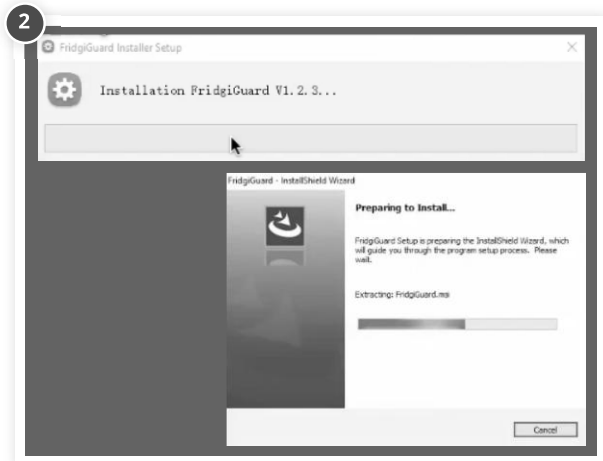 2
FridgiGuard Installer Setup
Installation FridgiGuard V1.2.3...
FridgiGuard - InstallShield Wizard
Preparing to Install...
FridgiGuard Setup is preparing the InstallShield Wizard, which
will guide you through the program setup process. Please
wait.
Extracting: FridgiGuard.msi
Cancel